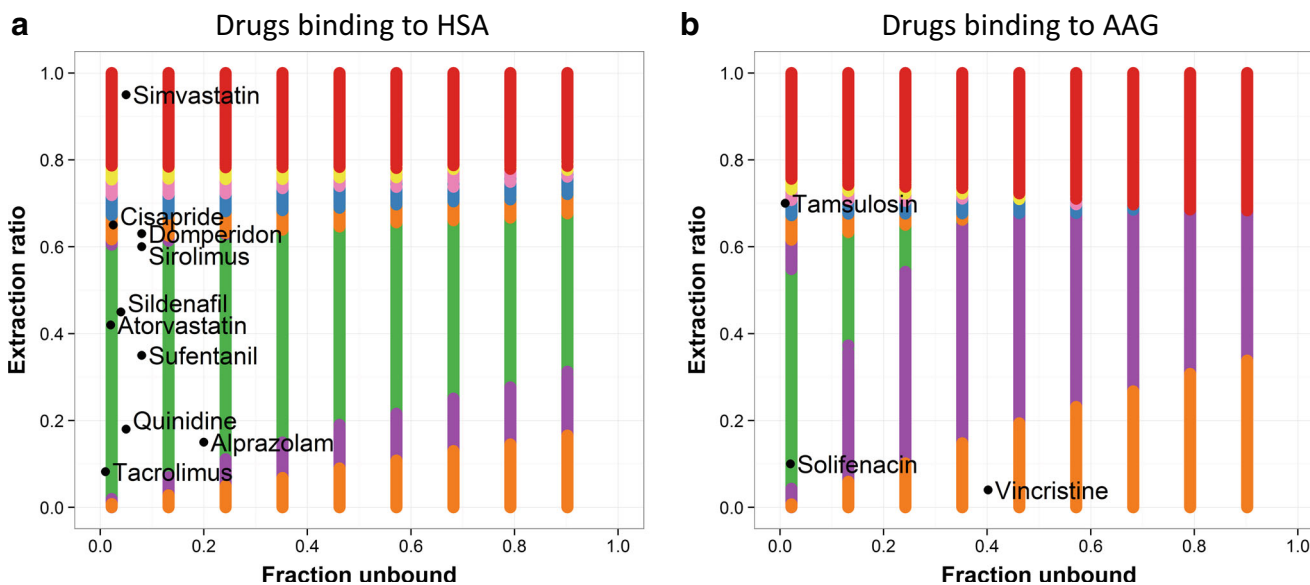 a
Drugs binding to HSA
Extraction ratio
1.0
0.8
0.6
0.4
0.2
0.0
Simvastatin
Cisapride
Domperidon
Sirolimus
Sildenafil
Atorvastatin
Sufentanil
Quinidine
Alprazolam
Tacrolimus
0.0 0.2 0.4 0.6 0.8 1.0
Fraction unbound
b
Drugs binding to AAG
Extraction ratio
1.0
0.8
0.6
0.4
0.2
0.0
Tamsulosin
Solifenacin
Vincristine
0.0 0.2 0.4 0.6 0.8 1.0
Fraction unbound